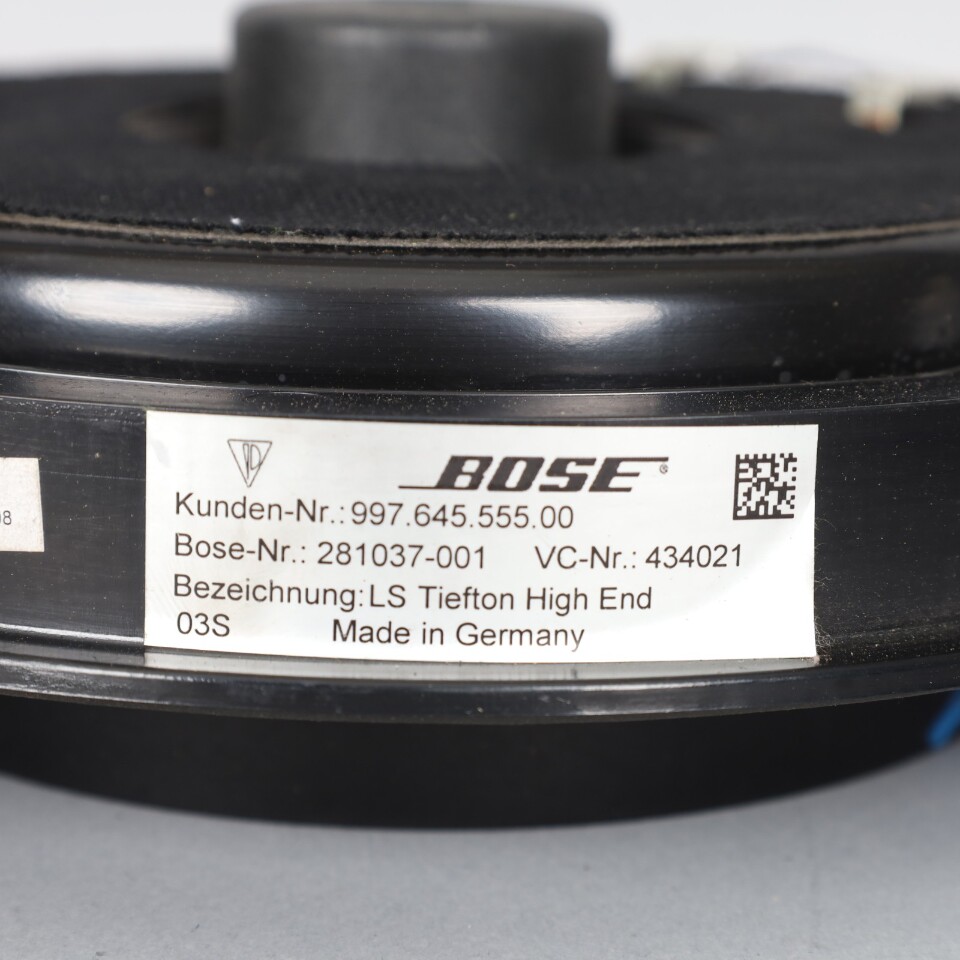 BOSE®
Kunden-Nr.: 997.645.555.00
Bose-Nr.: 281037-001 VC-Nr.: 434021
Bezeichnung: LS Tiefton High End
03S Made in Germany